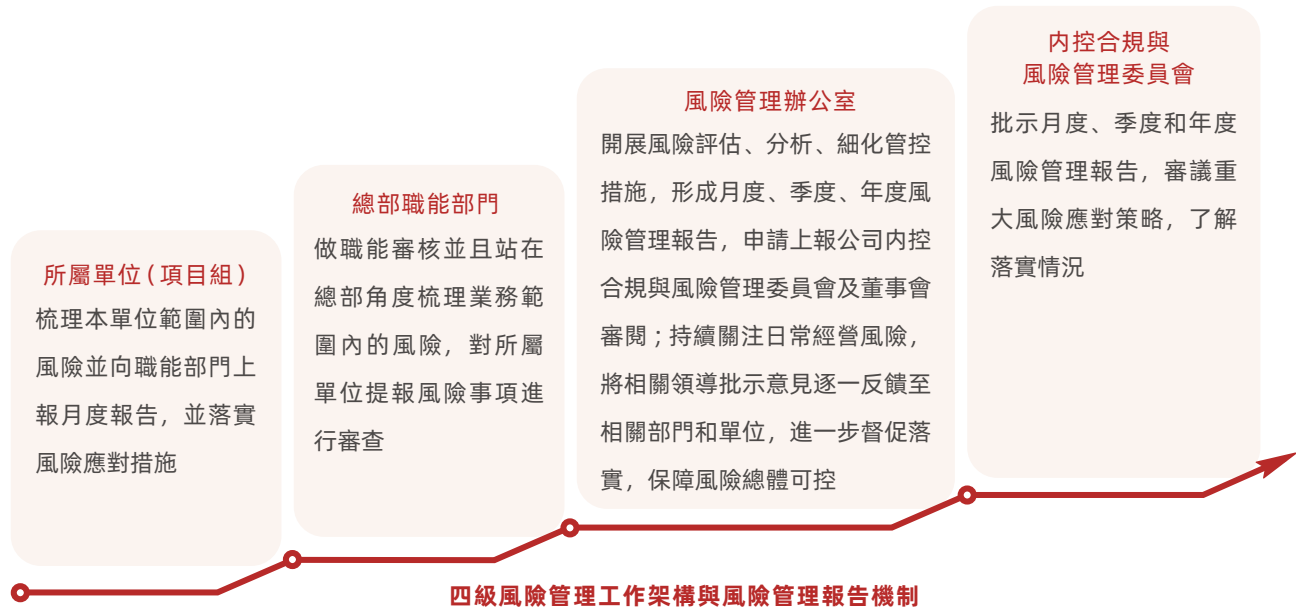 所屬單位(項目組)
梳理本單位範圍內的
風險並向職能部門上
報月度報告，並落實
風險應對措施
總部職能部門
做職能審核並且站在
總部角度梳理業務範
圍內的風險，對所屬
單位提報風險事項進
行審查
風險管理辦公室
開展風險評估、分析、細化管控
措施，形成月度、季度、年度風
險管理報告，申請上報公司内控
合規與風險管理委員會及董事會
審閱；持續關注日常經營風險，
將相關領導批示意見逐一反饋至
相關部門和單位，進一步督促落
實，保障風險總體可控
内控合規與
風險管理委員會
批示月度、季度和年度
風險管理報告，審議重
大風險應對策略，了解
落實情況
四級風險管理工作架構與風險管理報告機制